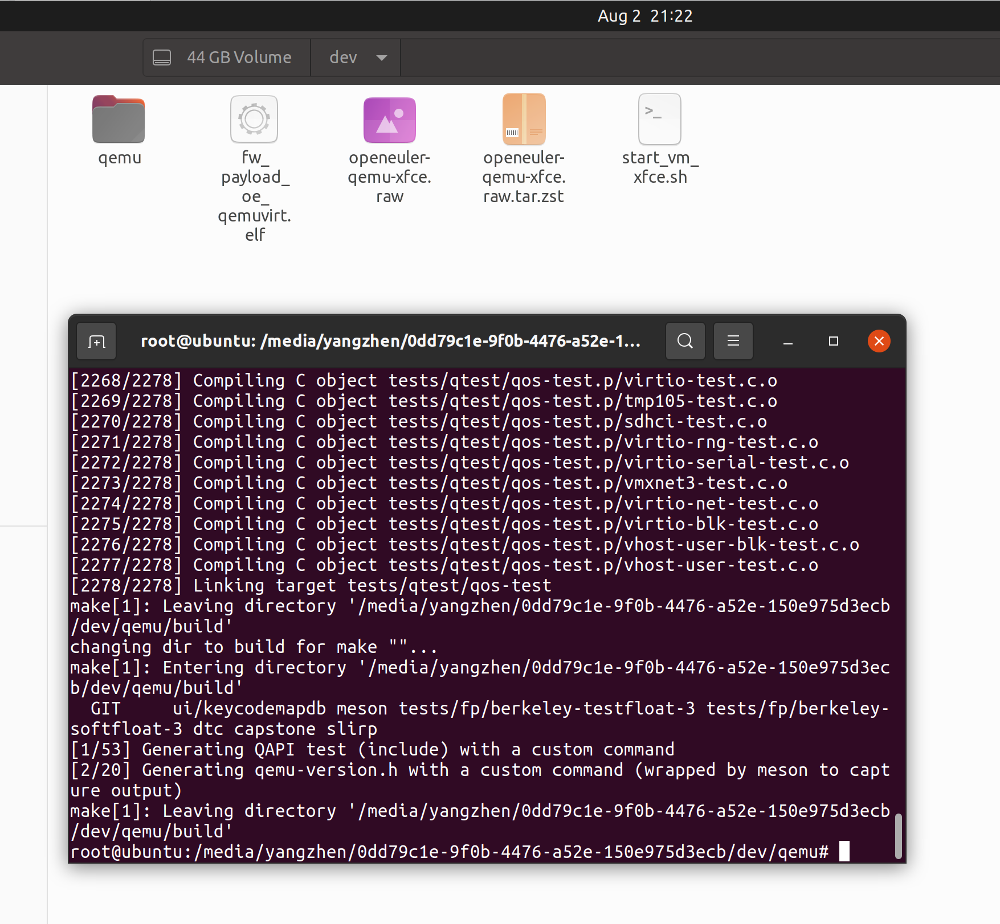 Aug 2 21:22
44 GB Volume dev
qemu
fw_
payload_
oe_
qemuvirt.
elf
openeuler-
qemu-xfce.
raw
openeuler-
qemu-xfce.
raw.tar.zst
start_vm_
xfce.sh
>_
root@ubuntu: /media/yangzhen/0dd79c1e-9f0b-4476-a52e-1...
[2268/2278] Compiling C object tests/qtest/qos-test.p/virtio-test.c.o
[2269/2278] Compiling C object tests/qtest/qos-test.p/tmp105-test.c.o
[2270/2278] Compiling C object tests/qtest/qos-test.p/sdhci-test.c.o
[2271/2278] Compiling C object tests/qtest/qos-test.p/virtio-rng-test.c.o
[2272/2278] Compiling C object tests/qtest/qos-test.p/virtio-serial-test.c.o
[2273/2278] Compiling C object tests/qtest/qos-test.p/vmxnet3-test.c.o
[2274/2278] Compiling C object tests/qtest/qos-test.p/virtio-net-test.c.o
[2275/2278] Compiling C object tests/qtest/qos-test.p/virtio-blk-test.c.o
[2276/2278] Compiling C object tests/qtest/qos-test.p/vhost-user-blk-test.c.o
[2277/2278] Compiling C object tests/qtest/qos-test.p/vhost-user-test.c.o
[2278/2278] Linking target tests/qtest/qos-test
make[1]: Leaving directory '/media/yangzhen/0dd79c1e-9f0b-4476-a52e-150e975d3ecb
/dev/qemu/build'
changing dir to build for make ""...
make[1]: Entering directory '/media/yangzhen/0dd79c1e-9f0b-4476-a52e-150e975d3ec
b/dev/qemu/build'
  GIT     ui/keycodemapdb meson tests/fp/berkeley-testfloat-3 tests/fp/berkeley-
softfloat-3 dtc capstone slirp
[1/53] Generating QAPI test (include) with a custom command
[2/20] Generating qemu-version.h with a custom command (wrapped by meson to capt
ure output)
make[1]: Leaving directory '/media/yangzhen/0dd79c1e-9f0b-4476-a52e-150e975d3ecb
/dev/qemu/build'
root@ubuntu:/media/yangzhen/0dd79c1e-9f0b-4476-a52e-150e975d3ecb/dev/qemu#